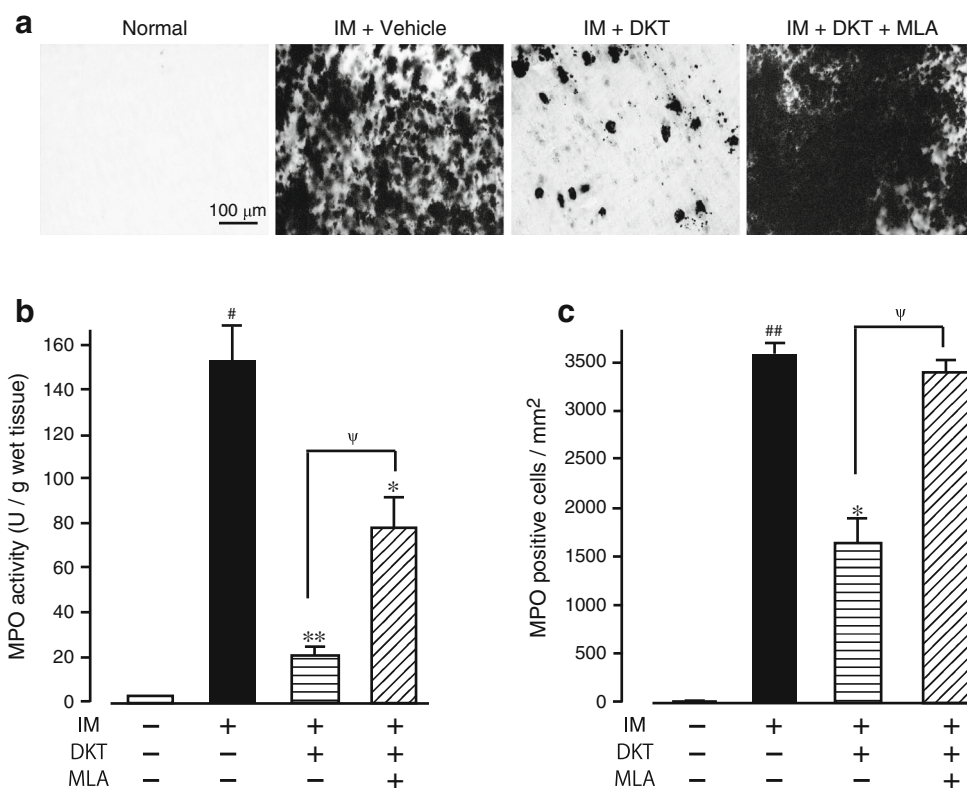 a
Normal
IM + Vehicle
IM + DKT
IM + DKT + MLA
100 μm
b
MPO activity (U / g wet tissue)
160
140
120
100
80
60
40
20
0
#
**
*
ψ
IM − + + +
DKT − − + +
MLA − − − +
c
MPO positive cells / mm²
3500
3000
2500
2000
1500
1000
500
0
##
*
ψ
IM − + + +
DKT − − + +
MLA − − − +